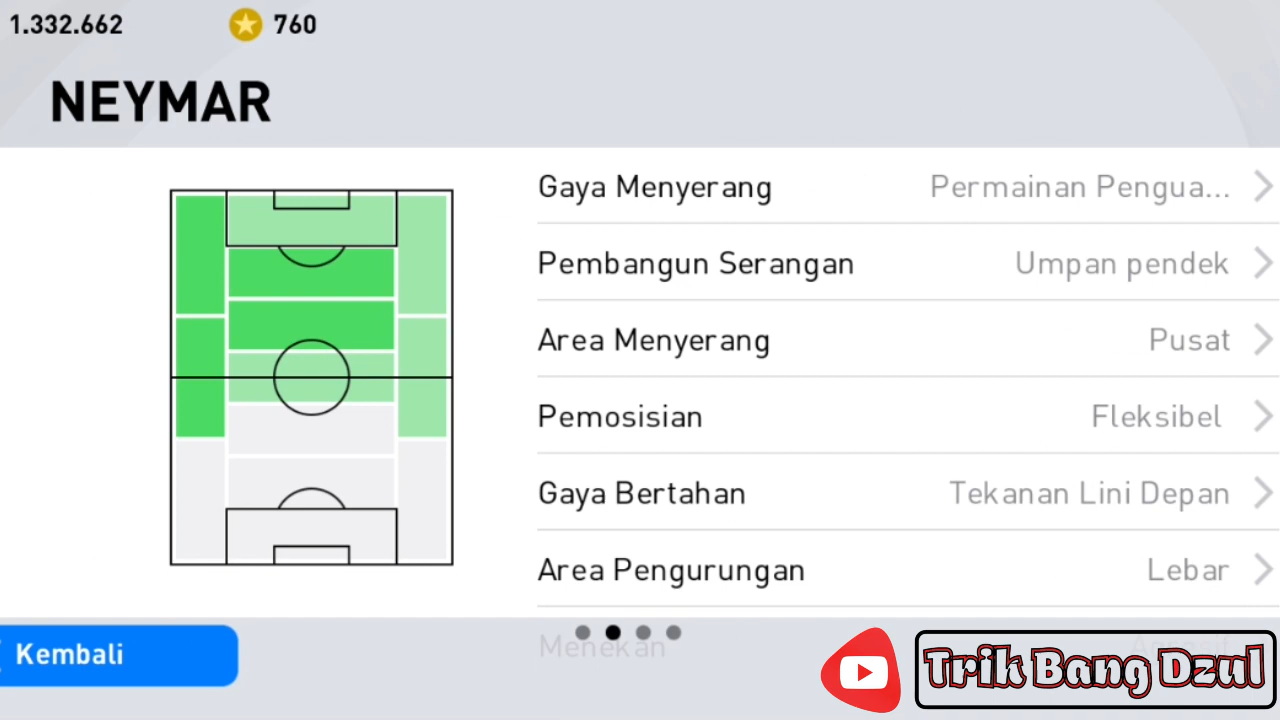 1.332.662 760
NEYMAR
Gaya Menyerang Permainan Pengua...
Pembangun Serangan Umpan pendek
Area Menyerang Pusat
Pemosisian Fleksibel
Gaya Bertahan Tekanan Lini Depan
Area Pengurungan Lebar
Menekan Agresif
Kembali
Trik Bang Dzul